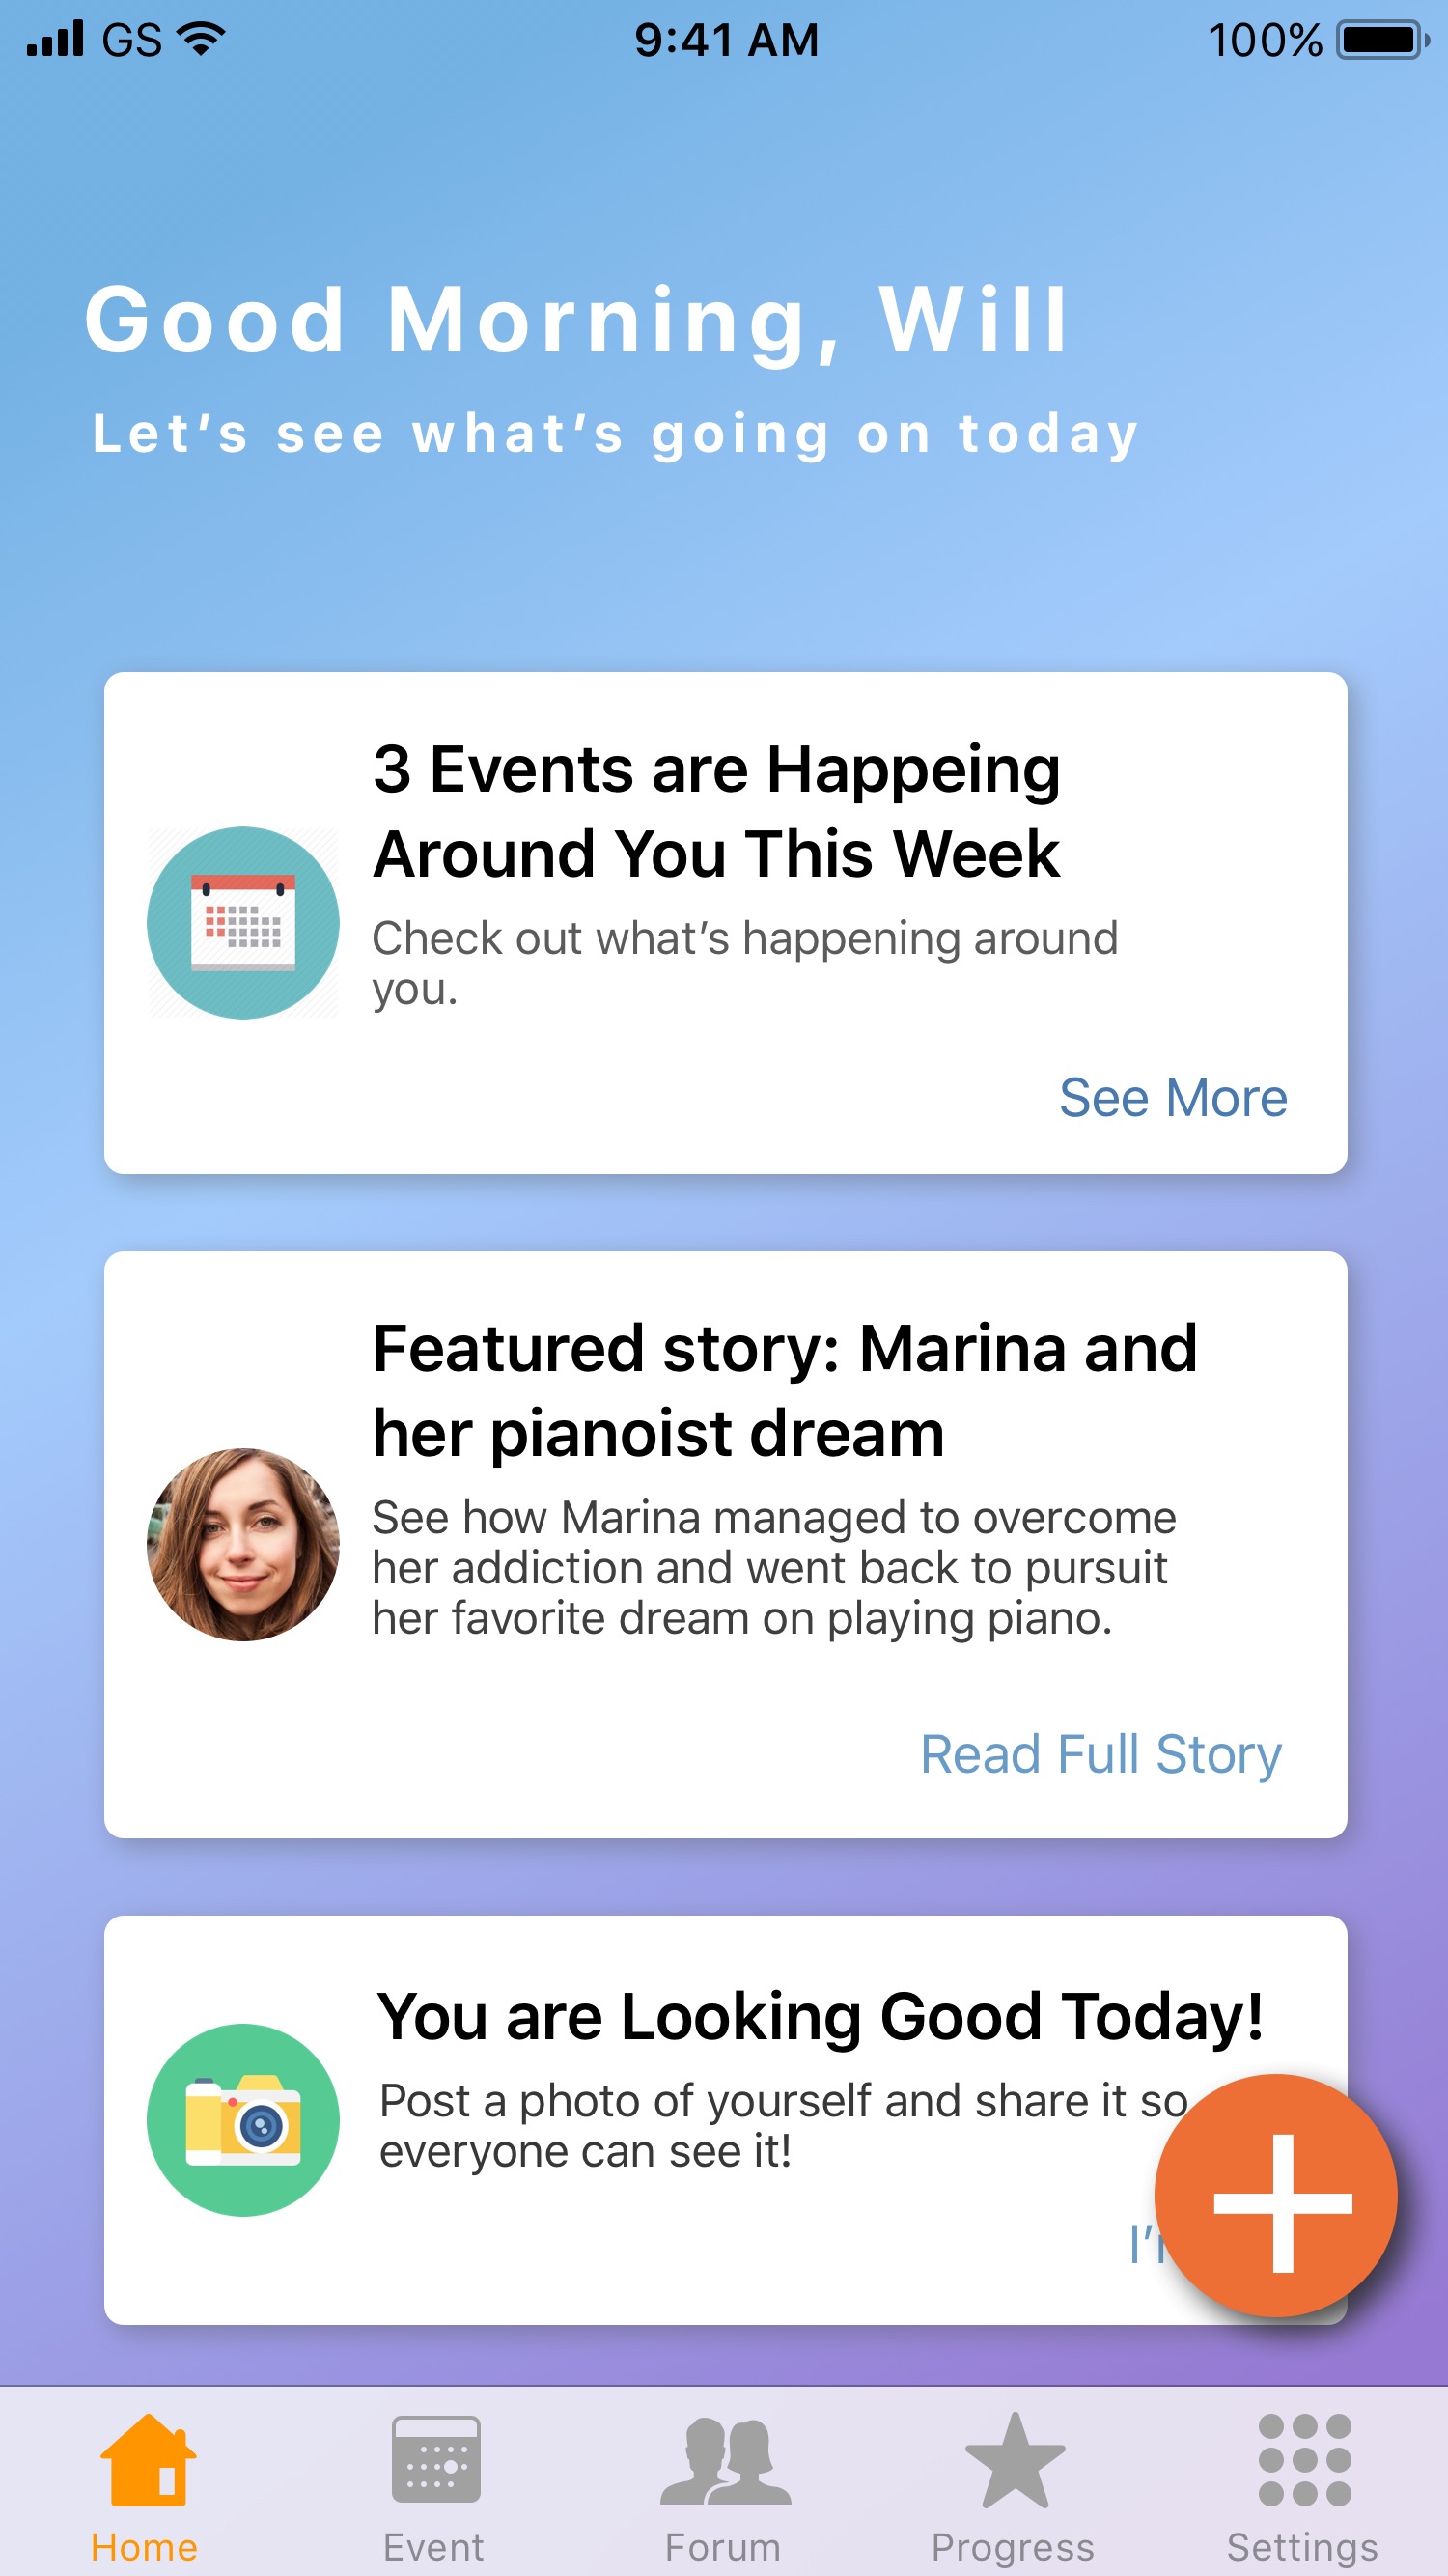 GS 9:41 AM 100%
Good Morning, Will
Let’s see what’s going on today
3 Events are Happeing
Around You This Week
Check out what’s happening around
you.
See More
Featured story: Marina and
her pianoist dream
See how Marina managed to overcome
her addiction and went back to pursuit
her favorite dream on playing piano.
Read Full Story
You are Looking Good Today!
Post a photo of yourself and share it so
everyone can see it!
Home Event Forum Progress Settings